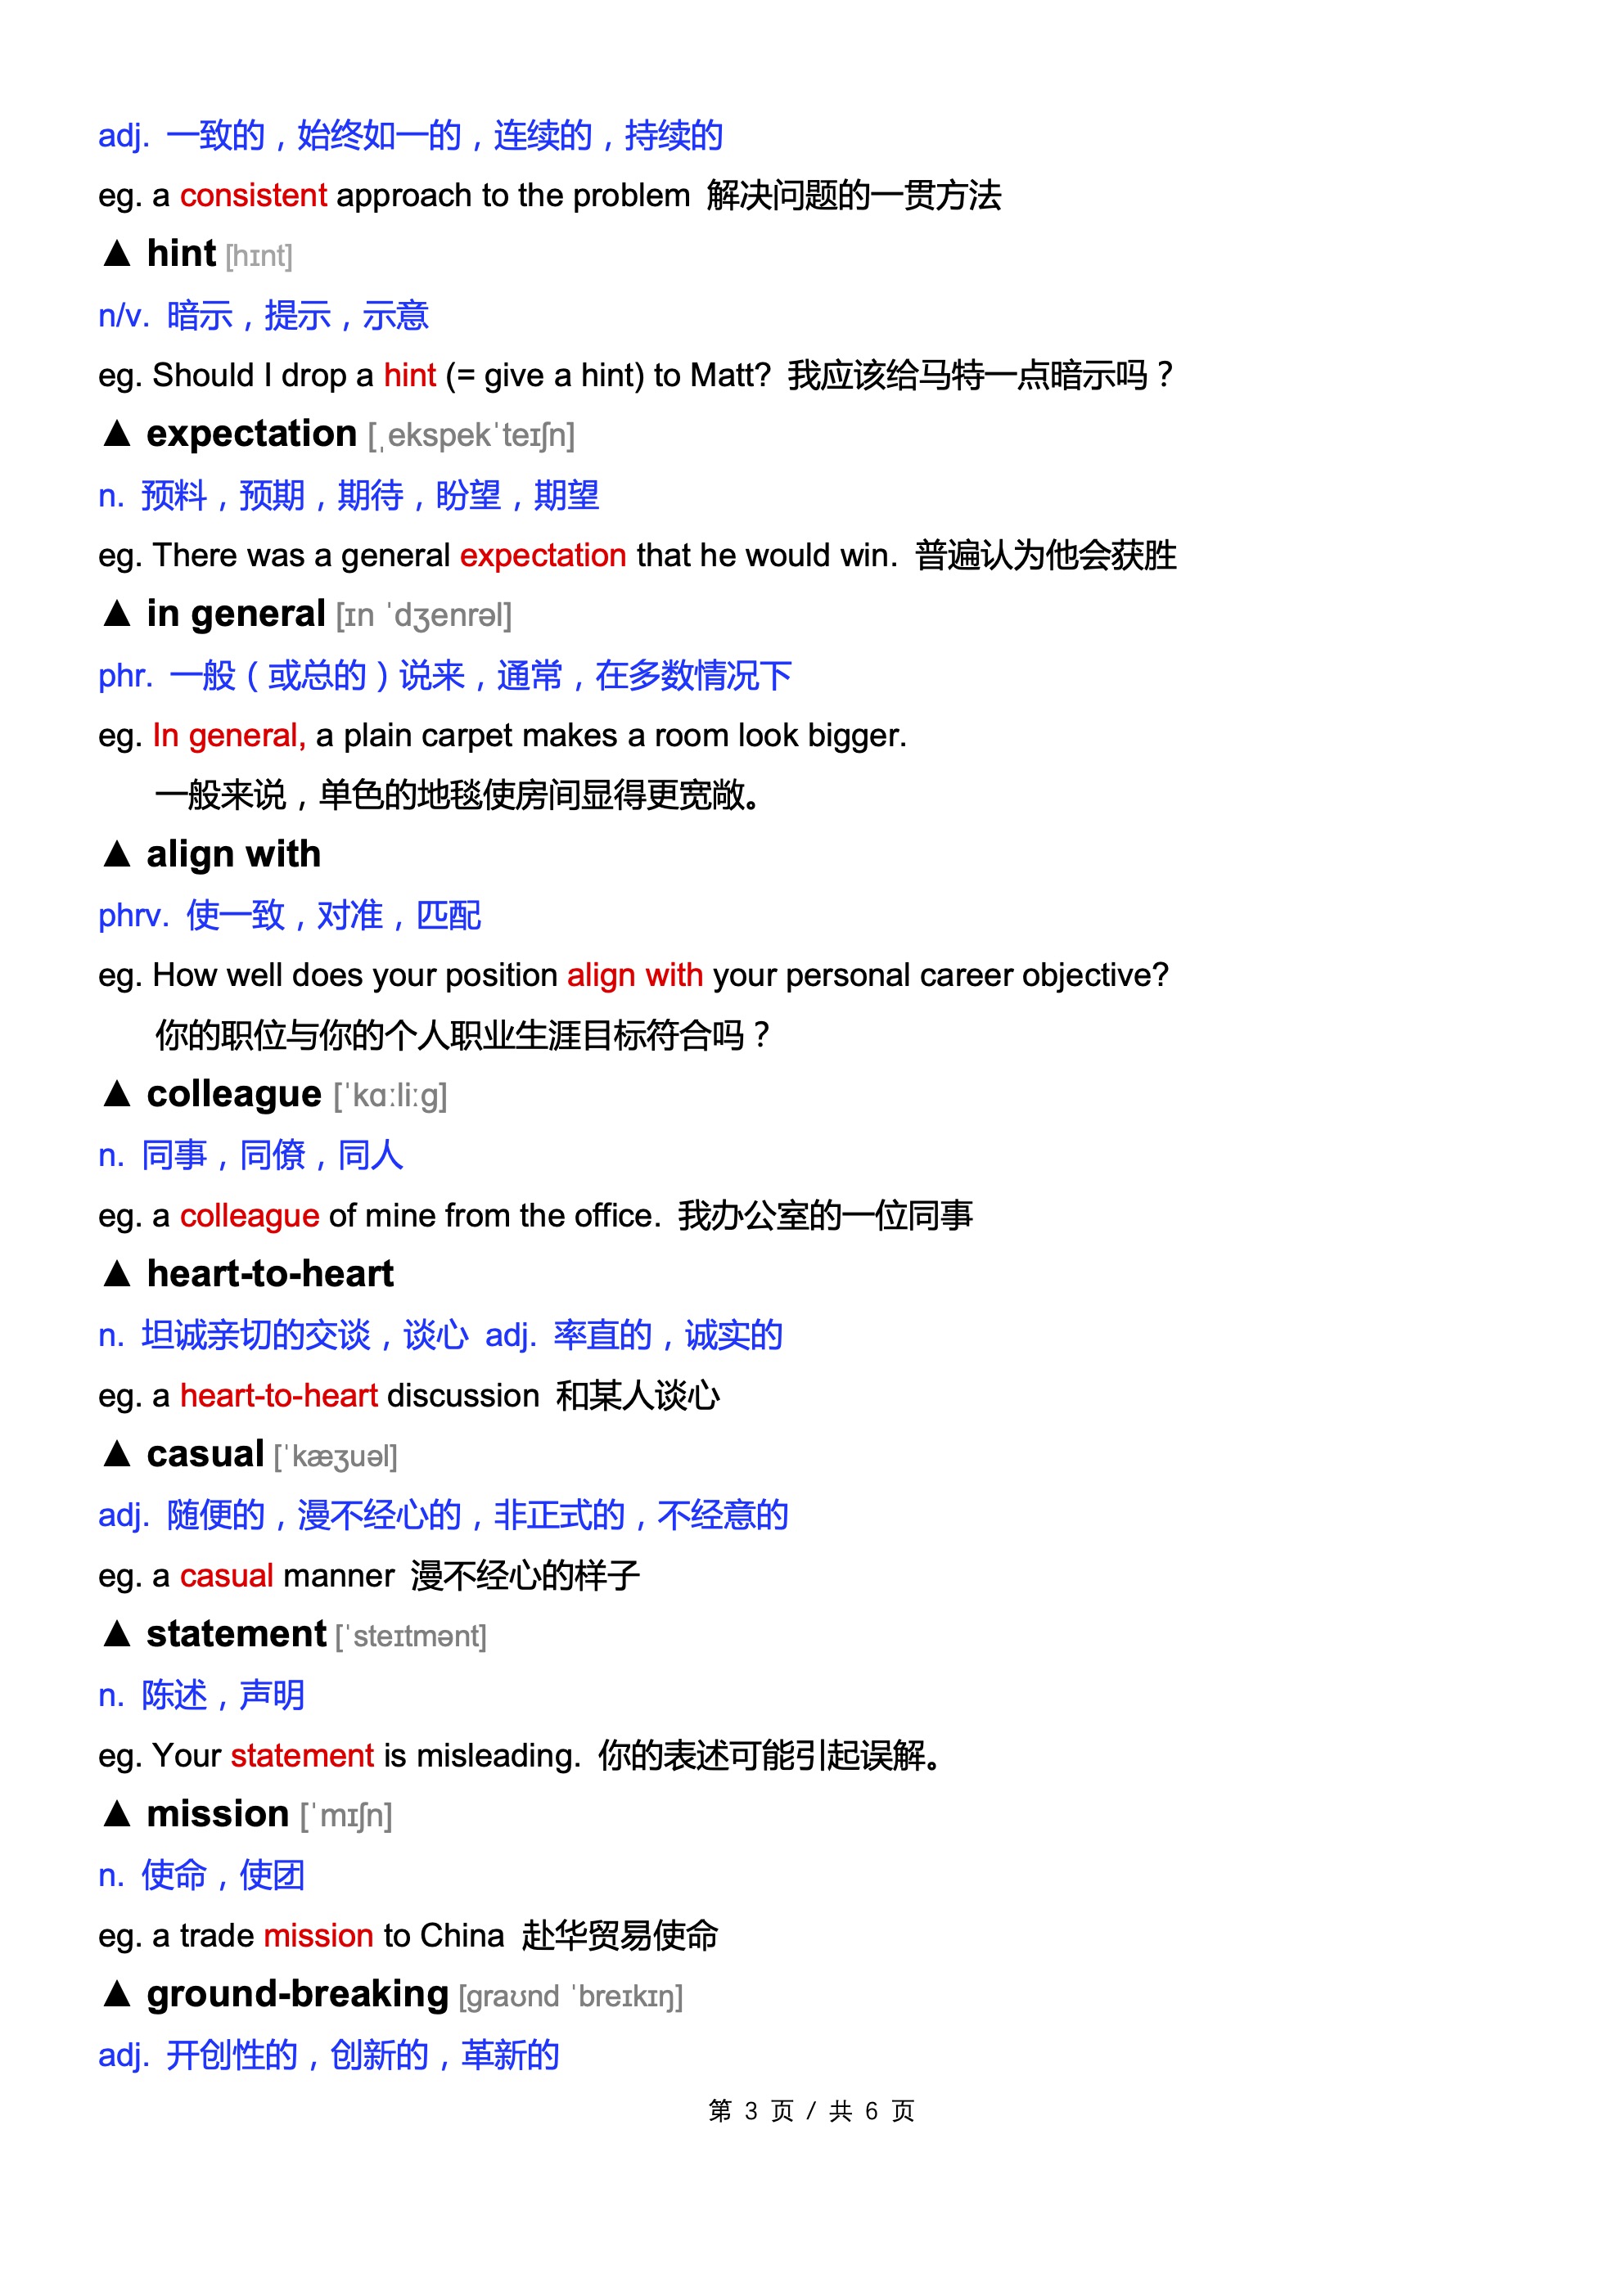 adj. 一致的，始终如一的，连续的，持续的
eg. a consistent approach to the problem 解决问题的一贯方法
▲ hint [hɪnt]
n/v. 暗示，提示，示意
eg. Should I drop a hint (= give a hint) to Matt? 我应该给马特一点暗示吗？
▲ expectation [ˌekspekˈteɪʃn]
n. 预料，预期，期待，盼望，期望
eg. There was a general expectation that he would win. 普遍认为他会获胜
▲ in general [ɪn ˈdʒenrəl]
phr. 一般（或总的）说来，通常，在多数情况下
eg. In general, a plain carpet makes a room look bigger.
一般来说，单色的地毯使房间显得更宽敞。
▲ align with
phrv. 使一致，对准，匹配
eg. How well does your position align with your personal career objective?
你的职位与你的个人职业生涯目标符合吗？
▲ colleague [ˈkɑːliːɡ]
n. 同事，同僚，同人
eg. a colleague of mine from the office. 我办公室的一位同事
▲ heart-to-heart
n. 坦诚亲切的交谈，谈心 adj. 率直的，诚实的
eg. a heart-to-heart discussion 和某人谈心
▲ casual [ˈkæʒuəl]
adj. 随便的，漫不经心的，非正式的，不经意的
eg. a casual manner 漫不经心的样子
▲ statement [ˈsteɪtmənt]
n. 陈述，声明
eg. Your statement is misleading. 你的表述可能引起误解。
▲ mission [ˈmɪʃn]
n. 使命，使团
eg. a trade mission to China 赴华贸易使命
▲ ground-breaking [ɡraʊnd ˈbreɪkɪŋ]
adj. 开创性的，创新的，革新的
第 3 页 / 共 6 页